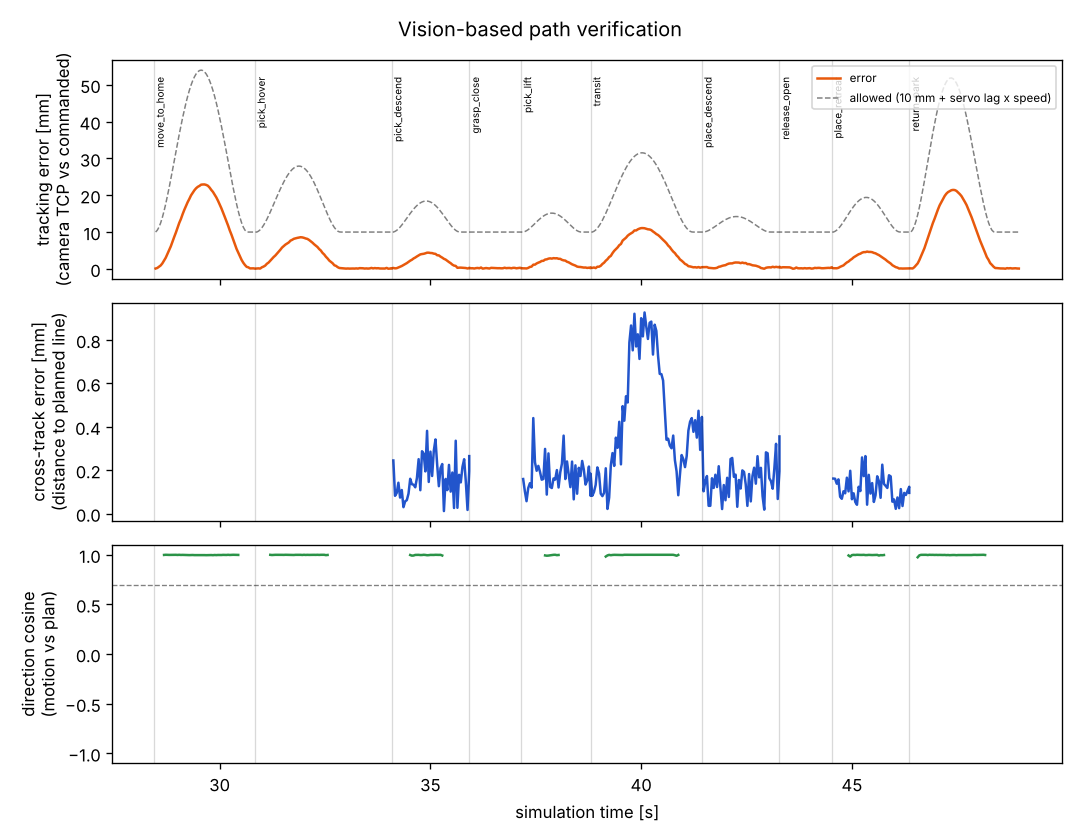 Vision-based path verification
tracking error [mm]
(camera TCP vs commanded)
50
40
30
20
10
0
move_to_home
pick_hover
pick_descend
grasp_close
pick_lift
transit
place_descend
release_open
error
allowed (10 mm + servo lag x speed)
cross-track error [mm]
(distance to planned line)
0.8
0.6
0.4
0.2
0.0
direction cosine
(motion vs plan)
1.0
0.5
0.0
−0.5
−1.0
30
35
40
45
simulation time [s]